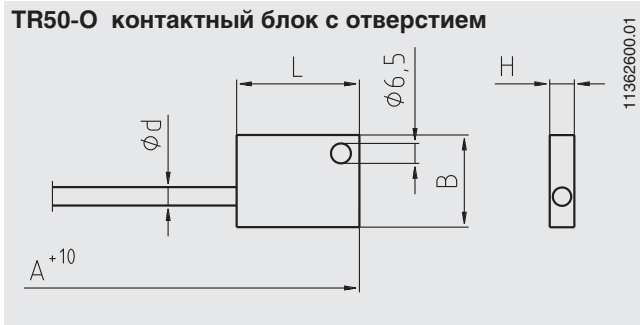 TR50-O контактный блок с отверстием
L
ϕ6,5
H
11362600.01
ϕd
B
A +10